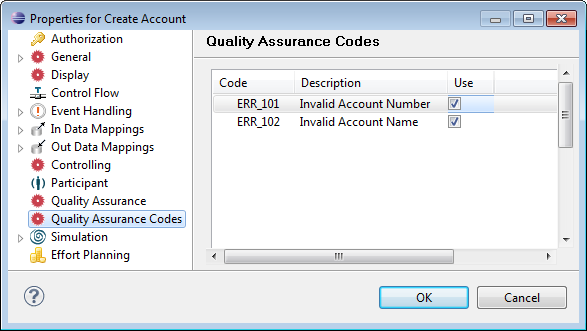 Properties for Create Account
Authorization
General
Display
Control Flow
Event Handling
In Data Mappings
Out Data Mappings
Controlling
Participant
Quality Assurance
Quality Assurance Codes
Simulation
Effort Planning
Quality Assurance Codes
Code Description Use
ERR_101 Invalid Account Number
ERR_102 Invalid Account Name
OK Cancel